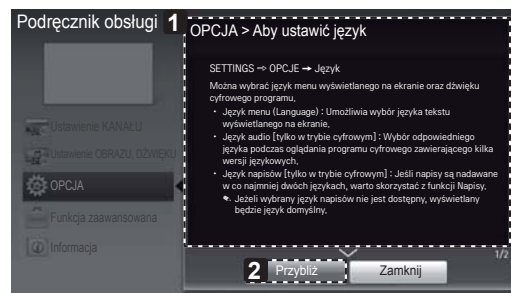 Podręcznik obsługi 1
OPCJA > Aby ustawić język
SETTINGS ⇨ OPCJE ➞ Język
Można wybrać język menu wyświetlanego na ekranie oraz dźwięku
cyfrowego programu.
• Język menu (Language) : Umożliwia wybór języka tekstu
wyświetlanego na ekranie.
• Język audio [tylko w trybie cyfrowym] : Wybór odpowiedniego
języka podczas oglądania programu cyfrowego zawierającego kilka
wersji językowych.
• Język napisów [tylko w trybie cyfrowym] : Jeśli napisy są nadawane
w co najmniej dwóch językach, warto skorzystać z funkcji Napisy.
✎ Jeżeli wybrany język napisów nie jest dostępny, wyświetlany
będzie język domyślny.
Ustawienie KANAŁU
Ustawienie OBRAZU, DŹWIĘKU
OPCJA
Funkcja zaawansowana
Informacja
1/2
2 Przybliż
Zamknij